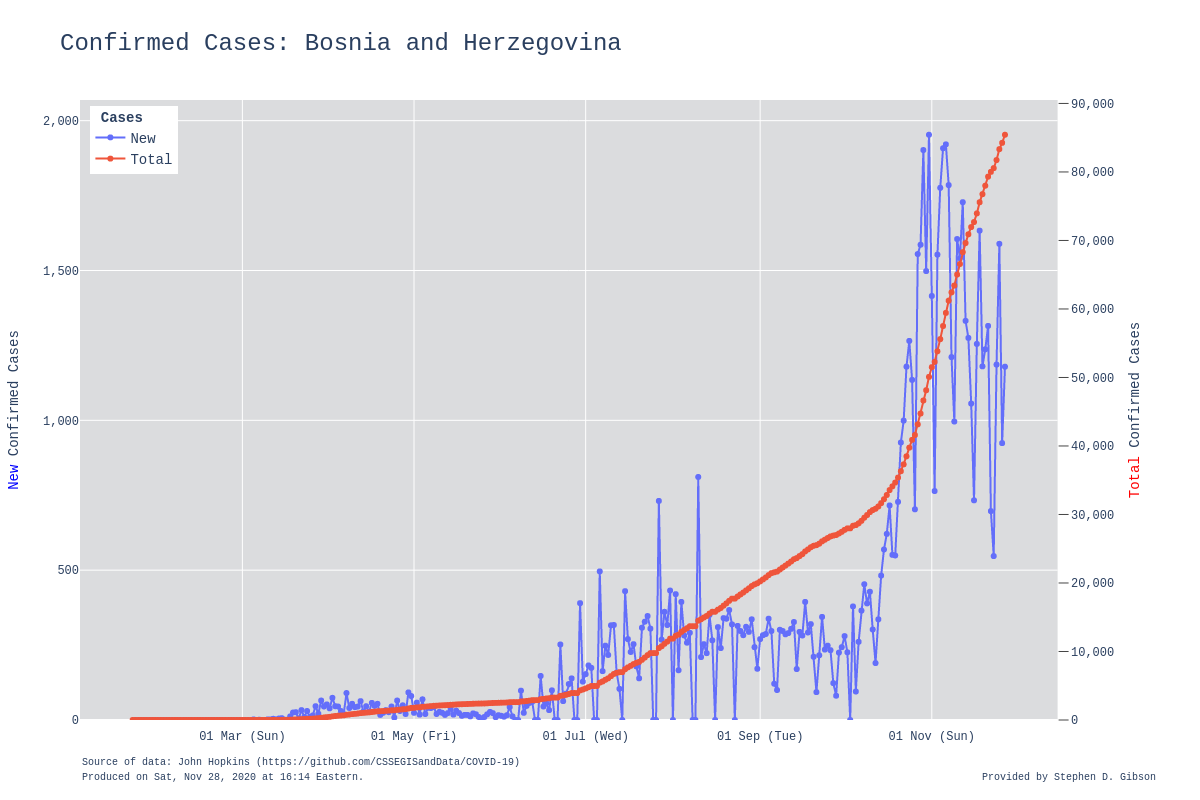 Confirmed Cases: Bosnia and Herzegovina
Cases
New
Total
2,000
1,500
1,000
500
0
90,000
80,000
70,000
60,000
50,000
40,000
30,000
20,000
10,000
0
New Confirmed Cases
Total Confirmed Cases
01 Mar (Sun)
01 May (Fri)
01 Jul (Wed)
01 Sep (Tue)
01 Nov (Sun)
Source of data: John Hopkins (https://github.com/CSSEGISandData/COVID-19)
Produced on Sat, Nov 28, 2020 at 16:14 Eastern.
Provided by Stephen D. Gibson